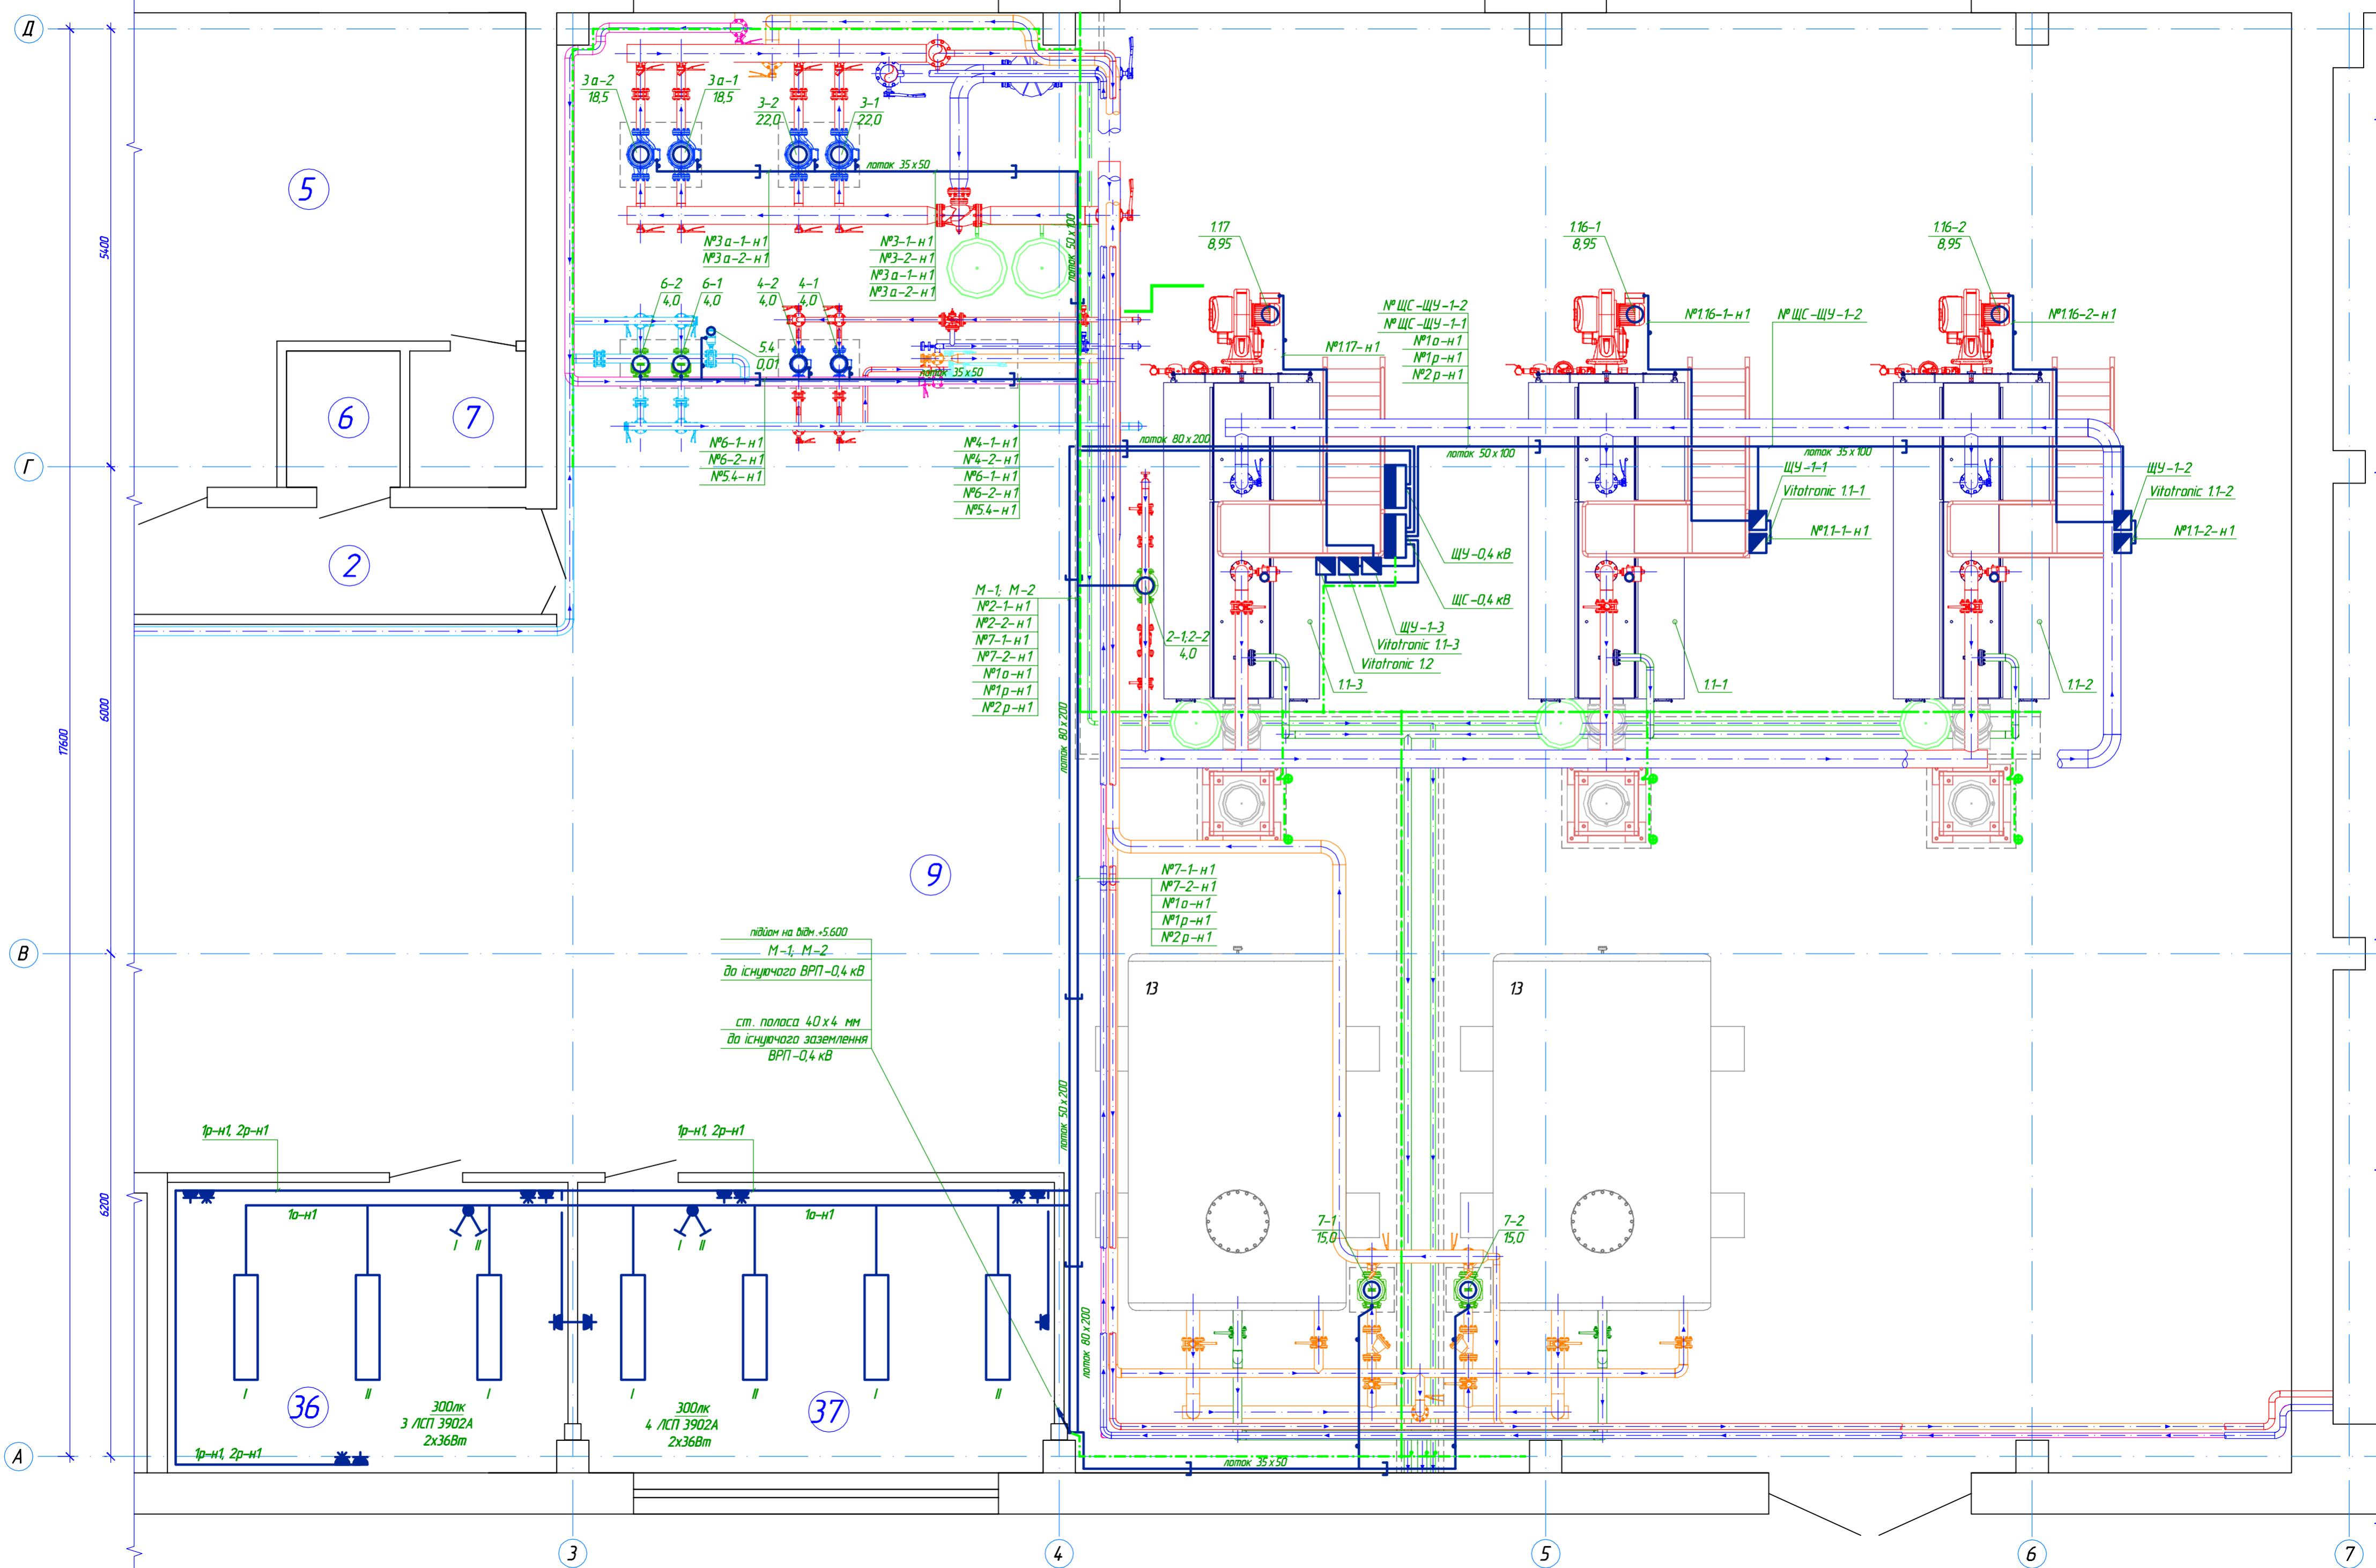 Д
5400
17600
5
3а-2
18,5
3а-1
18,5
3-2
22,0
3-1
22,0
лоток 35х50
№3а-1-н1
№3а-2-н1
№3-1-н1
№3-2-н1
№3а-1-н1
№3а-2-н1
лоток 50х100
6-2
4,0
6-1
4,0
4-2
4,0
4-1
4,0
5.4
0,01
лоток 35х50
№6-1-н1
№6-2-н1
№5.4-н1
№4-1-н1
№4-2-н1
№6-1-н1
№6-2-н1
№5.4-н1
1.17
8,95
1.16-1
8,95
1.16-2
8,95
№ЩС-ЩУ-1-2
№ЩС-ЩУ-1-1
№1о-н1
№1р-н1
№2р-н1
№1.17-н1
№1.16-1-н1
№ЩС-ЩУ-1-2
№1.16-2-н1
6
7
Г
лоток 80х200
лоток 50х100
лоток 35х100
ЩУ-1-1
Vitotronic 1.1-1
№1.1-1-н1
ЩУ-1-2
Vitotronic 1.1-2
№1.1-2-н1
2
ЩУ-0,4 кВ
ЩС-0,4 кВ
ЩУ-1-3
Vitotronic 1.1-3
Vitotronic 1.2
1.1-3
1.1-1
1.1-2
М-1; М-2
№2-1-н1
№2-2-н1
№7-1-н1
№7-2-н1
№1о-н1
№1р-н1
№2р-н1
2-1;2-2
4,0
6000
лоток 80х200
9
№7-1-н1
№7-2-н1
№1о-н1
№1р-н1
№2р-н1
підйом на відм.+5.600
М-1; М-2
до існуючого ВРП-0,4 кВ
ст. полоса 40х4 мм
до існуючого заземлення
ВРП-0,4 кВ
В
13
13
6200
лоток 50х200
1р-н1, 2р-н1
1р-н1, 2р-н1
1о-н1
1о-н1
I
II
I
II
7-1
15,0
7-2
15,0
лоток 80х200
I
II
I
I
II
I
II
36
300лк
3 ЛСП 3902А
2х36Вт
300лк
4 ЛСП 3902А
2х36Вт
37
1р-н1, 2р-н1
А
лоток 35х50
3
4
5
6
7